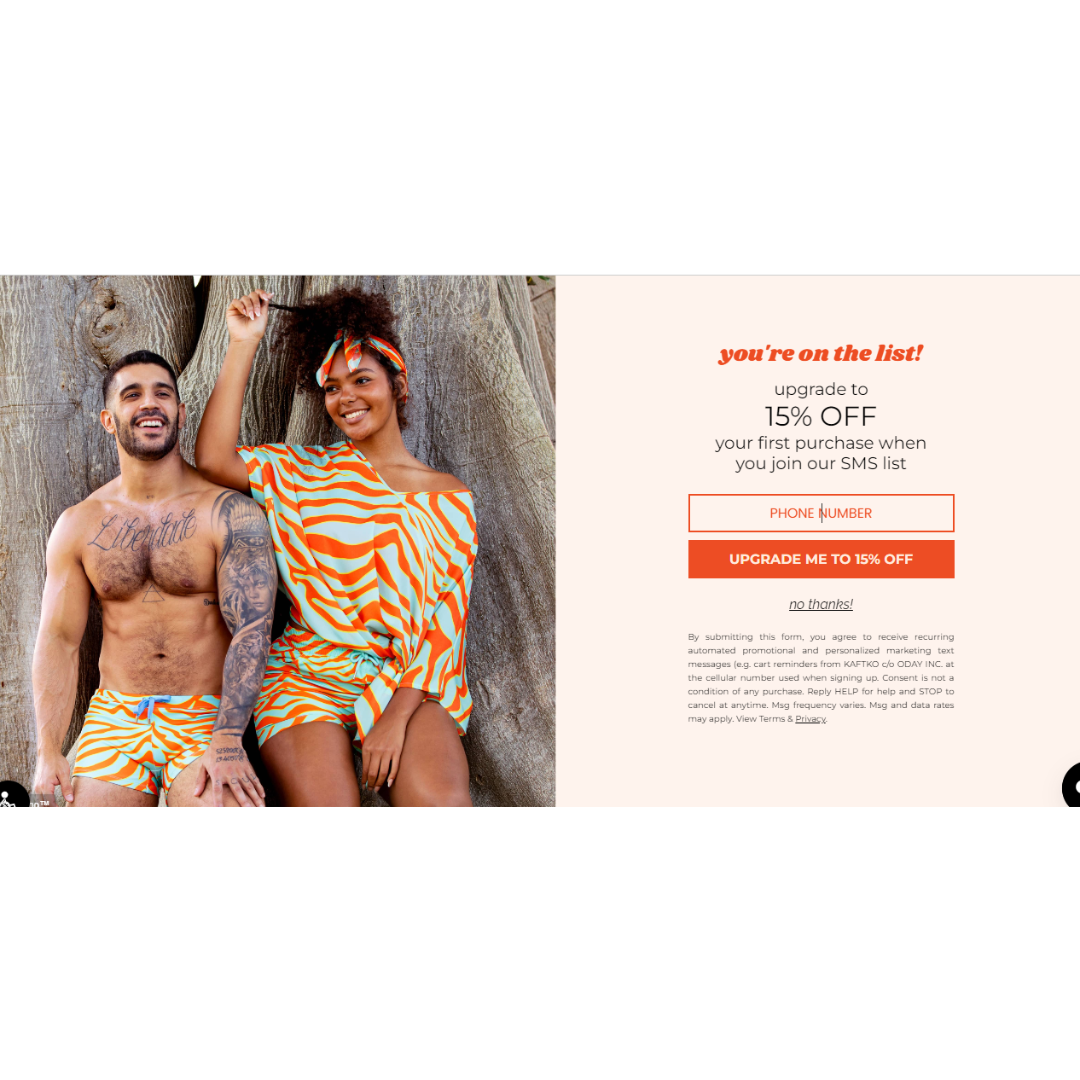 you're on the list!
upgrade to
15% OFF
your first purchase when
you join our SMS list
PHONE NUMBER
UPGRADE ME TO 15% OFF
no thanks!
By submitting this form, you agree to receive recurring
automated promotional and personalized marketing text
messages (e.g. cart reminders from KAFTKO c/o ODAY INC. at
the cellular number used when signing up. Consent is not a
condition of any purchase. Reply HELP for help and STOP to
cancel at anytime. Msg frequency varies. Msg and data rates
may apply. View Terms & Privacy.
Liberdade